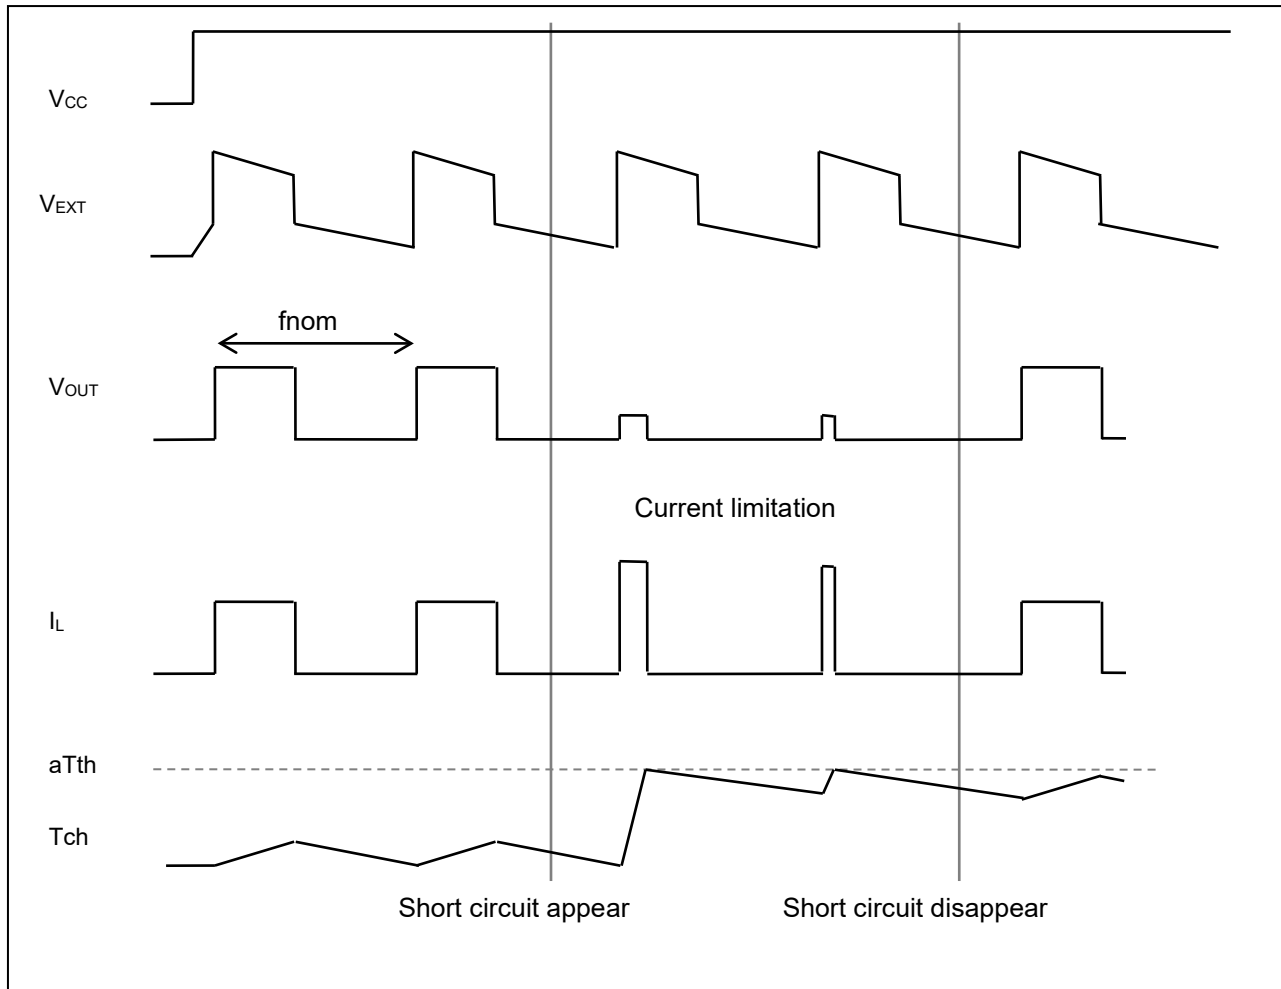 VCC
VEXT
fnom
VOUT
Current limitation
IL
aTth
Tch
Short circuit appear
Short circuit disappear